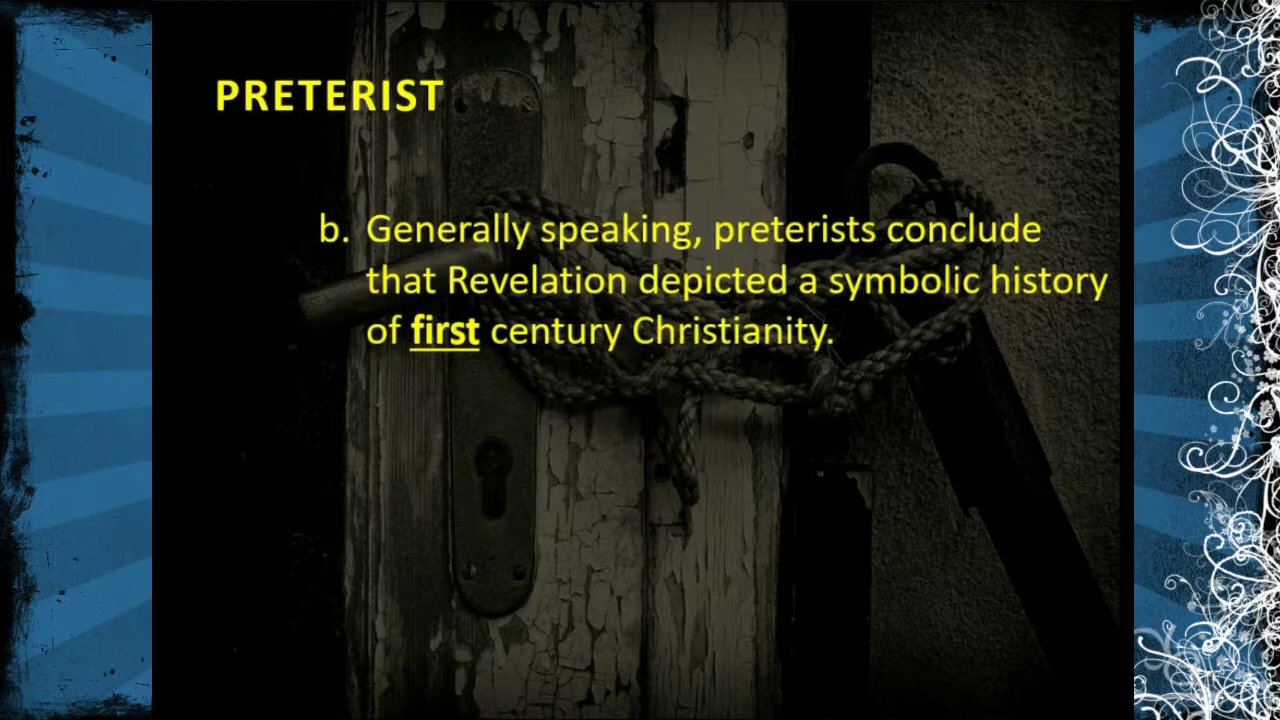 PRETERIST
b. Generally speaking, preterists conclude
that Revelation depicted a symbolic history
of first century Christianity.